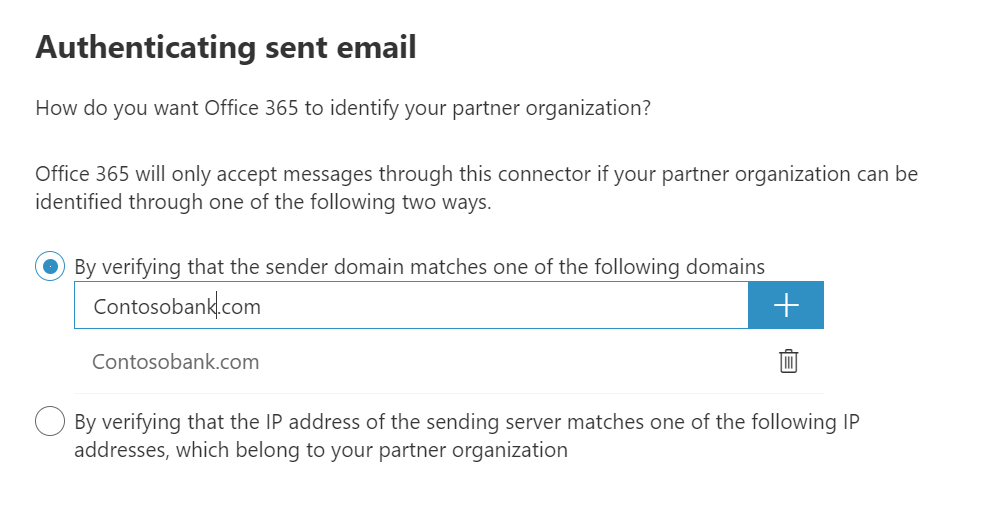 Authenticating sent email
How do you want Office 365 to identify your partner organization?
Office 365 will only accept messages through this connector if your partner organization can be
identified through one of the following two ways.
By verifying that the sender domain matches one of the following domains
Contosobank.com
Contosobank.com
By verifying that the IP address of the sending server matches one of the following IP
addresses, which belong to your partner organization